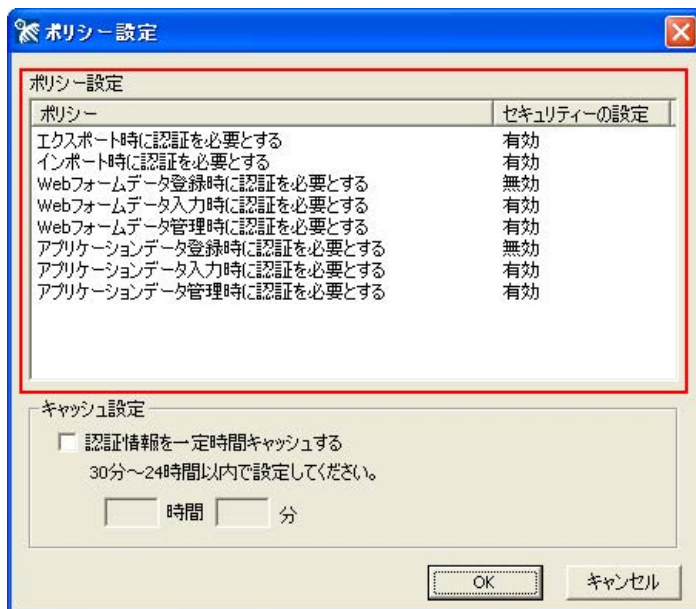 ポリシー設定
ポリシー設定
ポリシー セキュリティーの設定
エクスポート時に認証を必要とする 有効
インポート時に認証を必要とする 有効
Webフォームデータ登録時に認証を必要とする 無効
Webフォームデータ入力時に認証を必要とする 有効
Webフォームデータ管理時に認証を必要とする 有効
アプリケーションデータ登録時に認証を必要とする 無効
アプリケーションデータ入力時に認証を必要とする 有効
アプリケーションデータ管理時に認証を必要とする 有効
キャッシュ設定
認証情報を一定時間キャッシュする
30分～24時間以内で設定してください。
時間 分
OK キャンセル